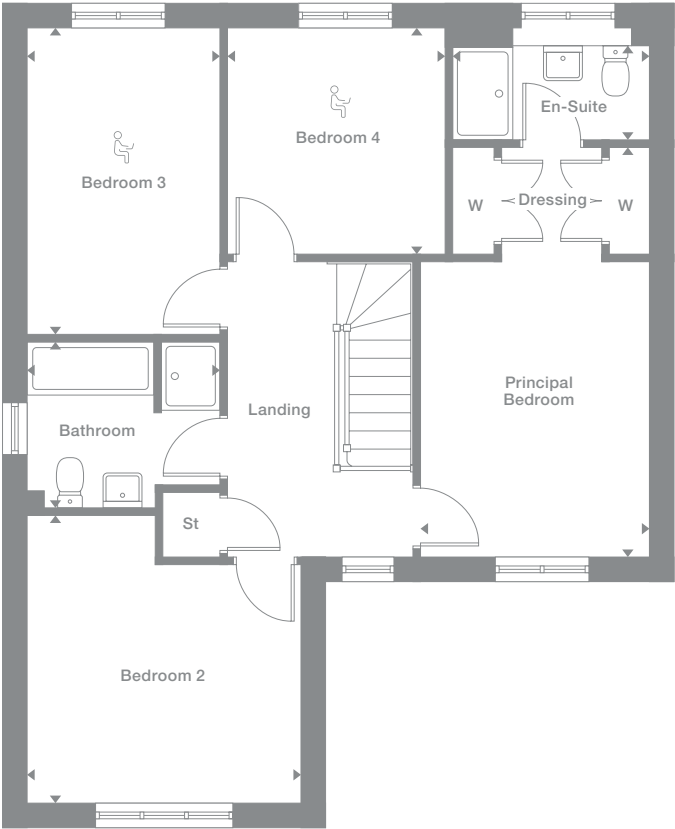 En-Suite
Bedroom 4
Bedroom 3
W
Dressing
W
Principal
Bedroom
Landing
Bathroom
St
Bedroom 2